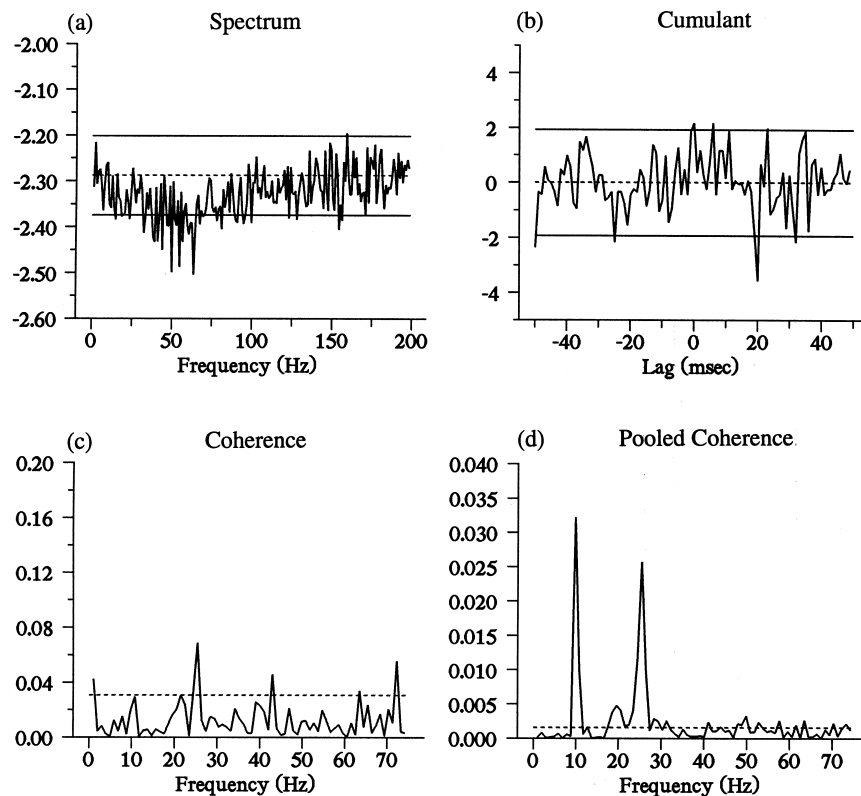 (a) Spectrum
-2.00
-2.10
-2.20
-2.30
-2.40
-2.50
-2.60
0 50 100 150 200
Frequency (Hz)
(b) Cumulant
4
2
0
-2
-4
-40 -20 0 20 40
Lag (msec)
(c) Coherence
0.20
0.16
0.12
0.08
0.04
0.00
0 10 20 30 40 50 60 70
Frequency (Hz)
(d) Pooled Coherence
0.040
0.035
0.030
0.025
0.020
0.015
0.010
0.005
0.000
0 10 20 30 40 50 60 70
Frequency (Hz)